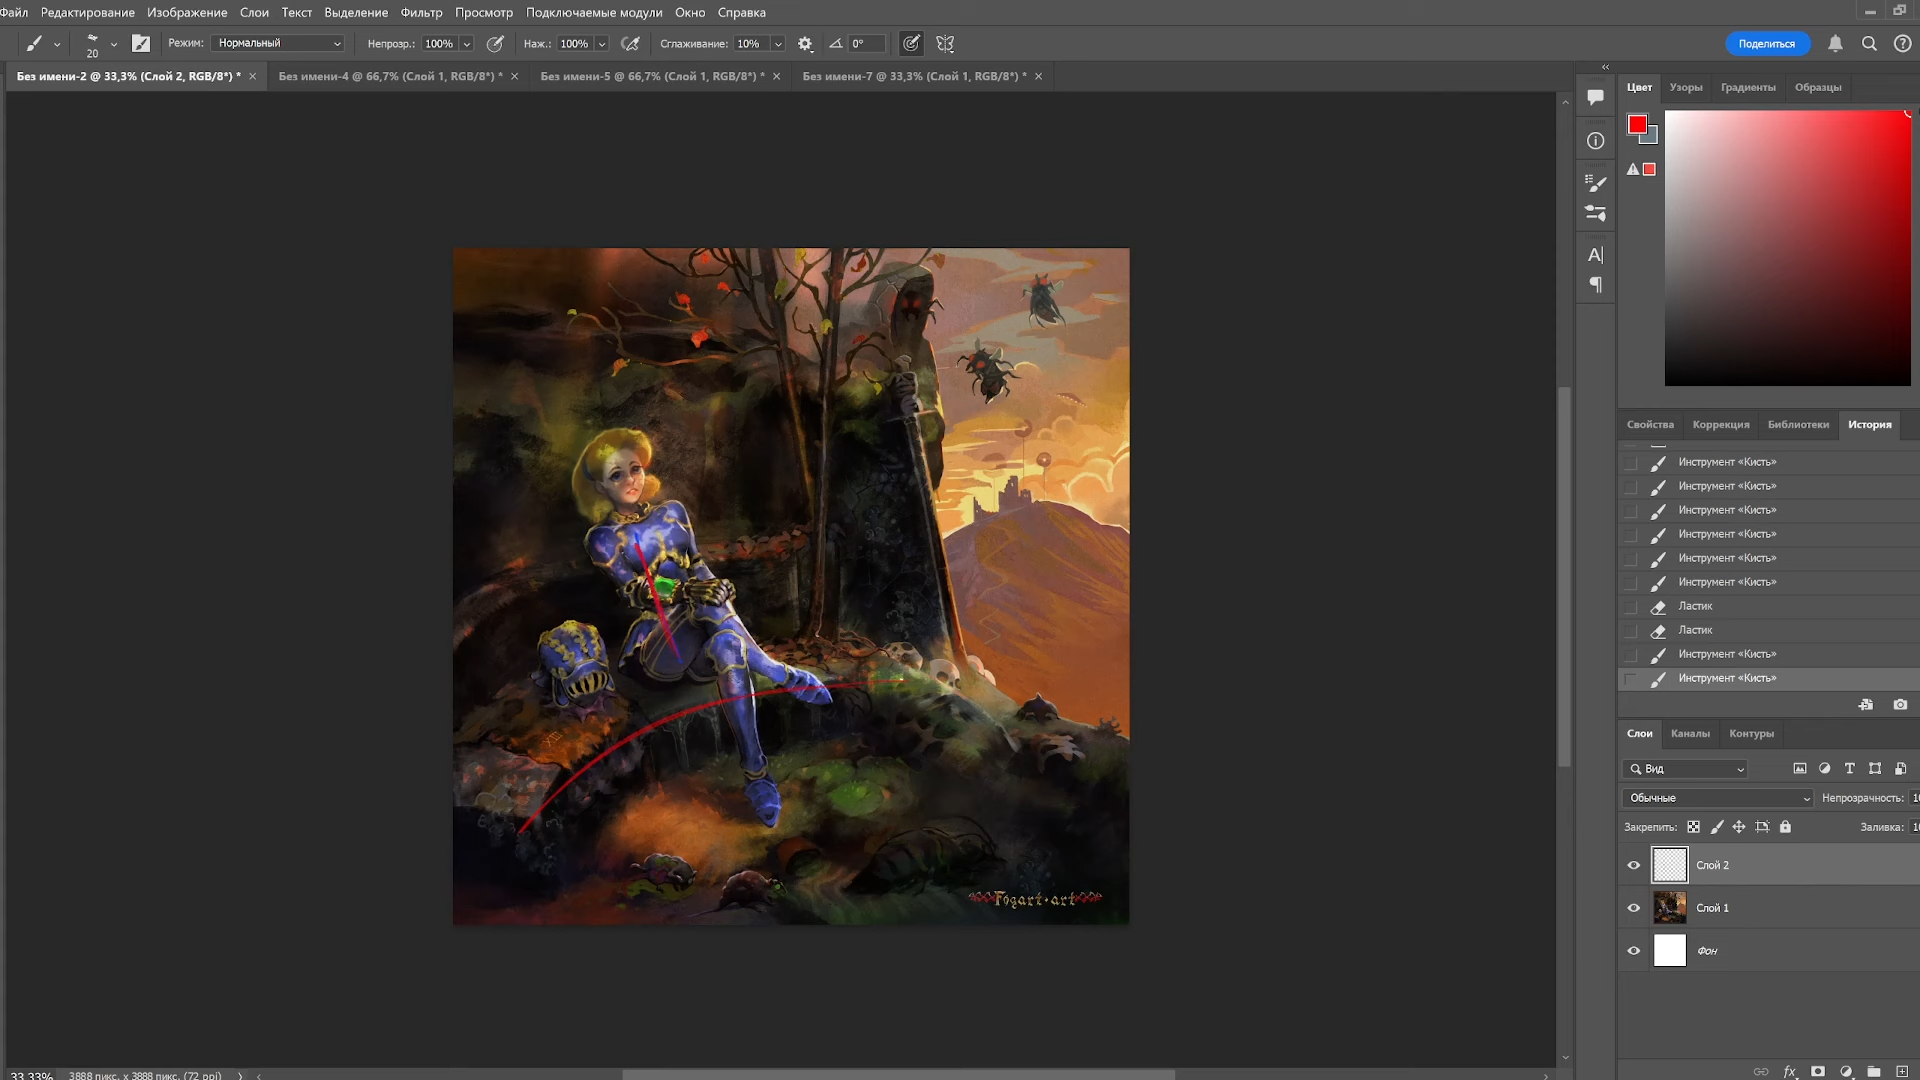 Файл Редактирование Изображение Слои Текст Выделение Фильтр Просмотр Подключаемые модули Окно Справка
20 Режим: Нормальный Непрозр.: 100% Наж.: 100% Сглаживание: 10% 0° Поделиться
Без имени-2 @ 33,3% (Слой 2, RGB/8*) * Без имени-4 @ 66,7% (Слой 1, RGB/8*) * Без имени-5 @ 66,7% (Слой 1, RGB/8*) * Без имени-7 @ 33,3% (Слой 1, RGB/8*) *
Цвет Узоры Градиенты Образцы
Свойства Коррекция Библиотеки История
Инструмент «Кисть»
Инструмент «Кисть»
Инструмент «Кисть»
Инструмент «Кисть»
Инструмент «Кисть»
Инструмент «Кисть»
Ластик
Ластик
Инструмент «Кисть»
Инструмент «Кисть»
Слои Каналы Контуры
Вид
Обычные Непрозрачность: 10
Закрепить: Заливка: 10
Слой 2
Слой 1
Фон
XIII
Fogart-art
33,33% 3888 пикс. x 3888 пикс. (72 ppi)